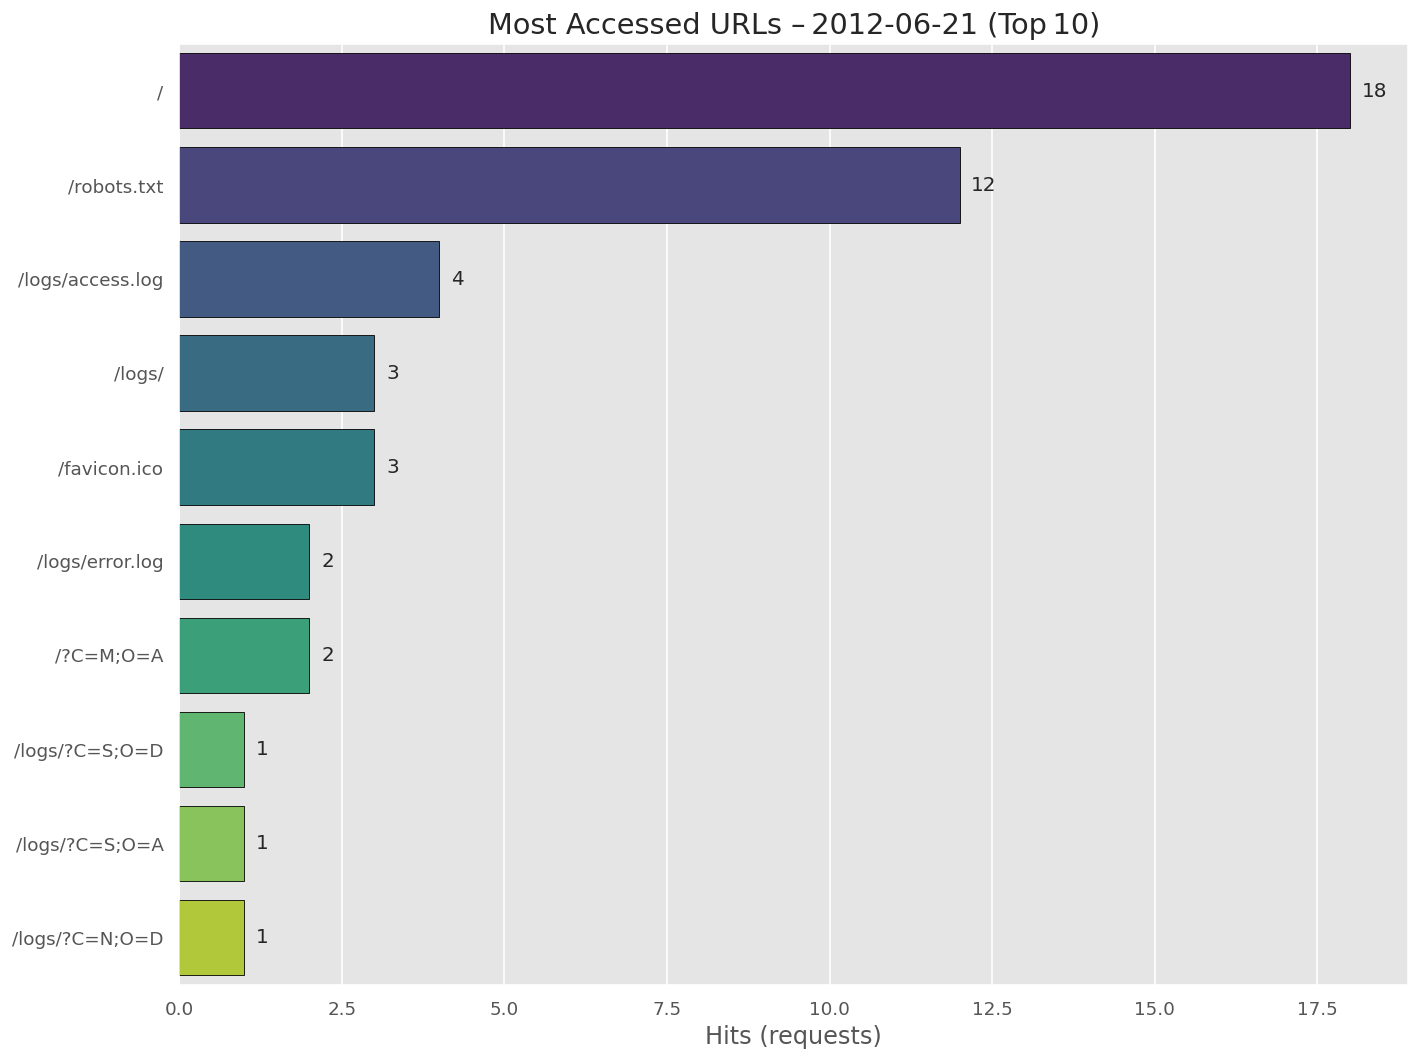 Most Accessed URLs – 2012-06-21 (Top 10)
/ 18
/robots.txt 12
/logs/access.log 4
/logs/ 3
/favicon.ico 3
/logs/error.log 2
/?C=M;O=A 2
/logs/?C=S;O=D 1
/logs/?C=S;O=A 1
/logs/?C=N;O=D 1
0.0 2.5 5.0 7.5 10.0 12.5 15.0 17.5
Hits (requests)